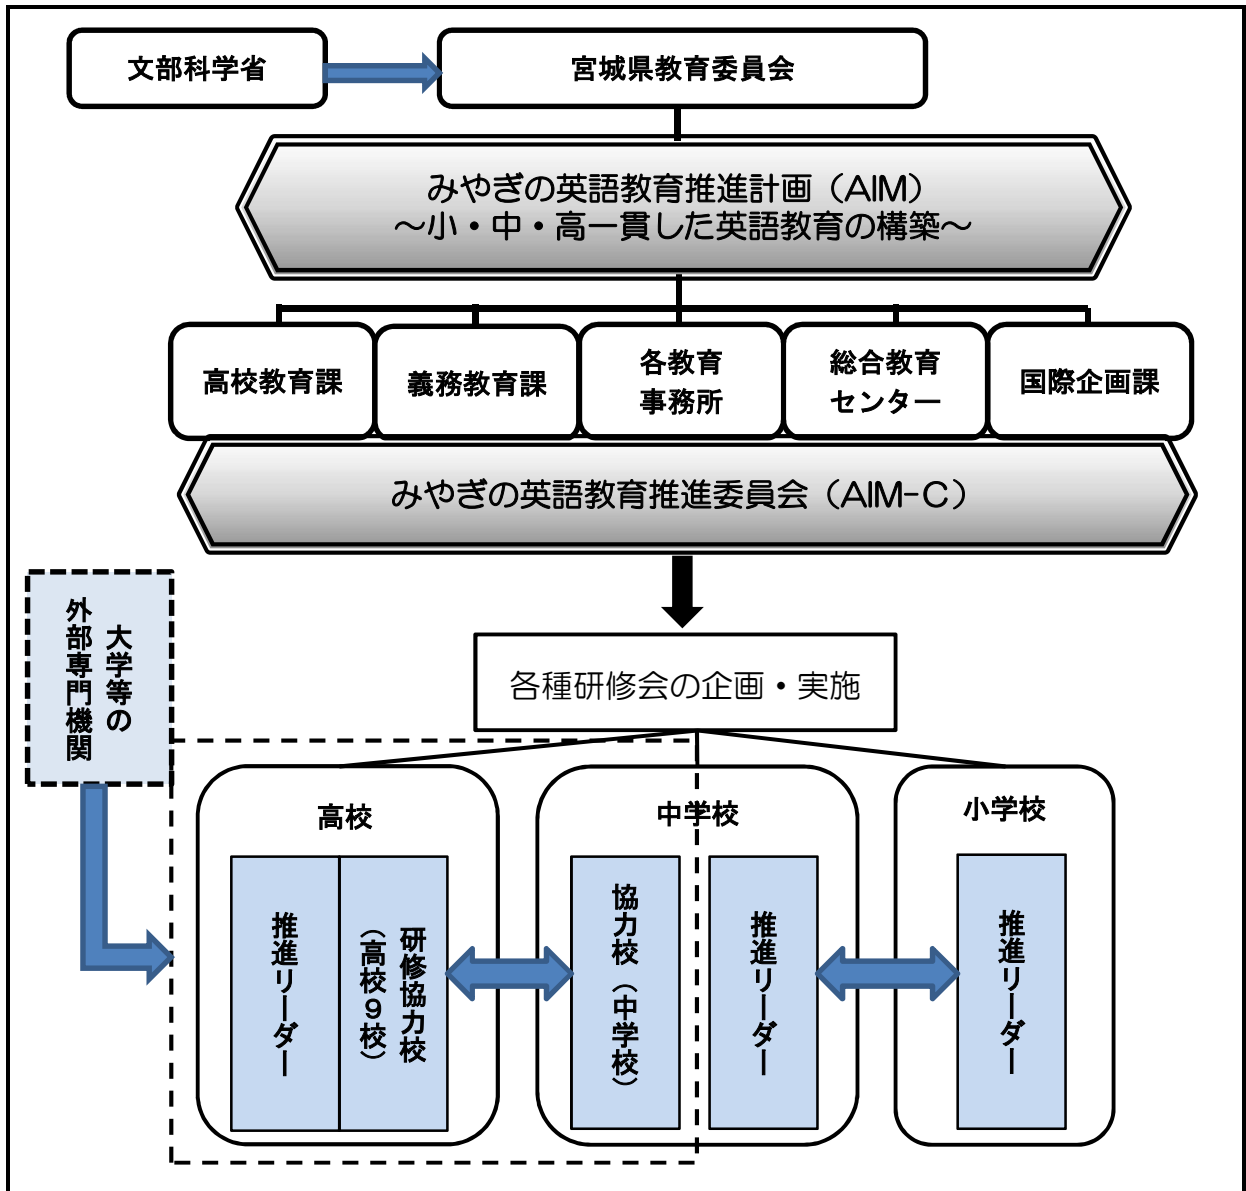 文部科学省
宮城県教育委員会
みやぎの英語教育推進計画（AIM）
～小・中・高一貫した英語教育の構築～
高校教育課
義務教育課
各教育
事務所
総合教育
センター
国際企画課
みやぎの英語教育推進委員会（AIM-C）
大学等の
外部専門機関
各種研修会の企画・実施
高校
中学校
小学校
推進リーダー
研修協力校
（高校９校）
協力校（中学校）
推進リーダー
推進リーダー